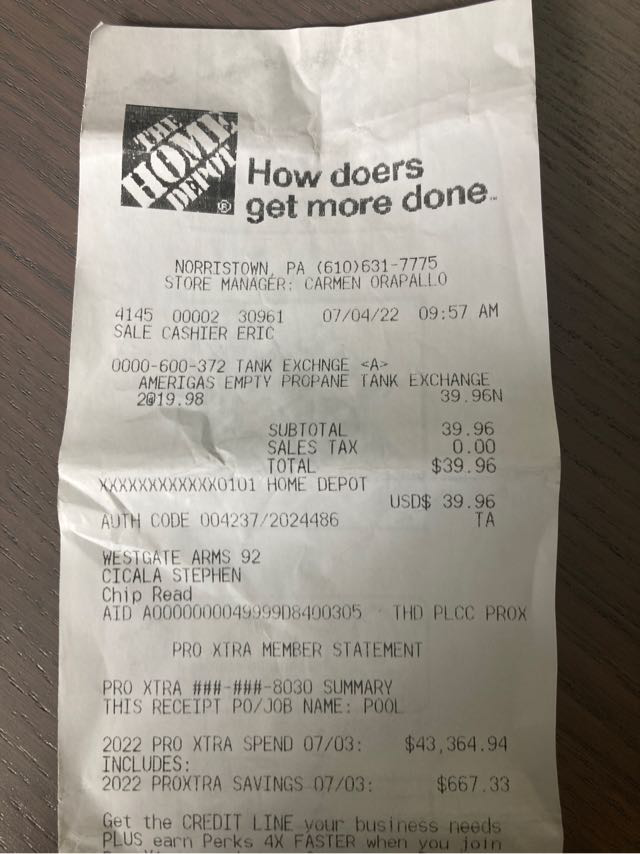 THE
HOME
DEPOT
®
How doers
get more done™
NORRISTOWN, PA (610)631-7775
STORE MANAGER: CARMEN ORAPALLO
4145 00002 30961 07/04/22 09:57 AM
SALE CASHIER ERIC
0000-600-372 TANK EXCHNGE <A>
AMERIGAS EMPTY PROPANE TANK EXCHANGE
2@19.98 39.96N
SUBTOTAL 39.96
SALES TAX 0.00
TOTAL $39.96
XXXXXXXXXXXX0101 HOME DEPOT
USD$ 39.96
AUTH CODE 004237/2024486 TA
WESTGATE ARMS 92
CICALA STEPHEN
Chip Read
AID A0000000049999D8400305 THD PLCC PROX
PRO XTRA MEMBER STATEMENT
PRO XTRA ###-###-8030 SUMMARY
THIS RECEIPT PO/JOB NAME: POOL
2022 PRO XTRA SPEND 07/03: $43,364.94
INCLUDES:
2022 PROXTRA SAVINGS 07/03: $667.33
Get the CREDIT LINE your business needs
PLUS earn Perks 4X FASTER when you join